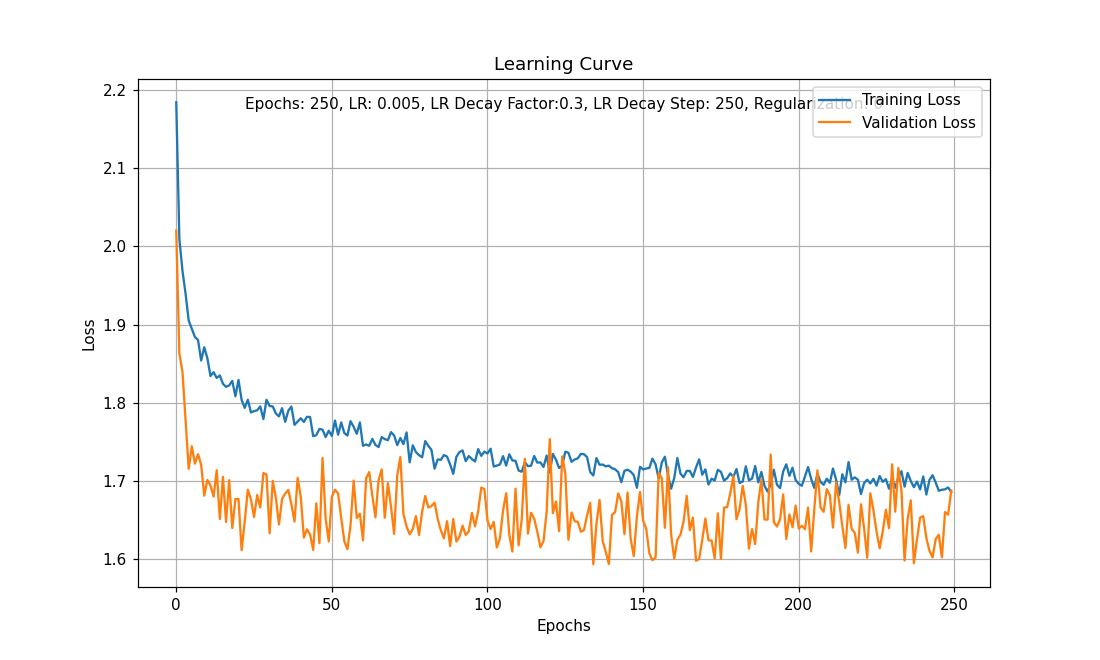 Learning Curve
2.2
2.1
2.0
1.9
1.8
1.7
1.6
Loss
Epochs: 250, LR: 0.005, LR Decay Factor:0.3, LR Decay Step: 250, Regularization: 0
Training Loss
Validation Loss
0 50 100 150 200 250
Epochs